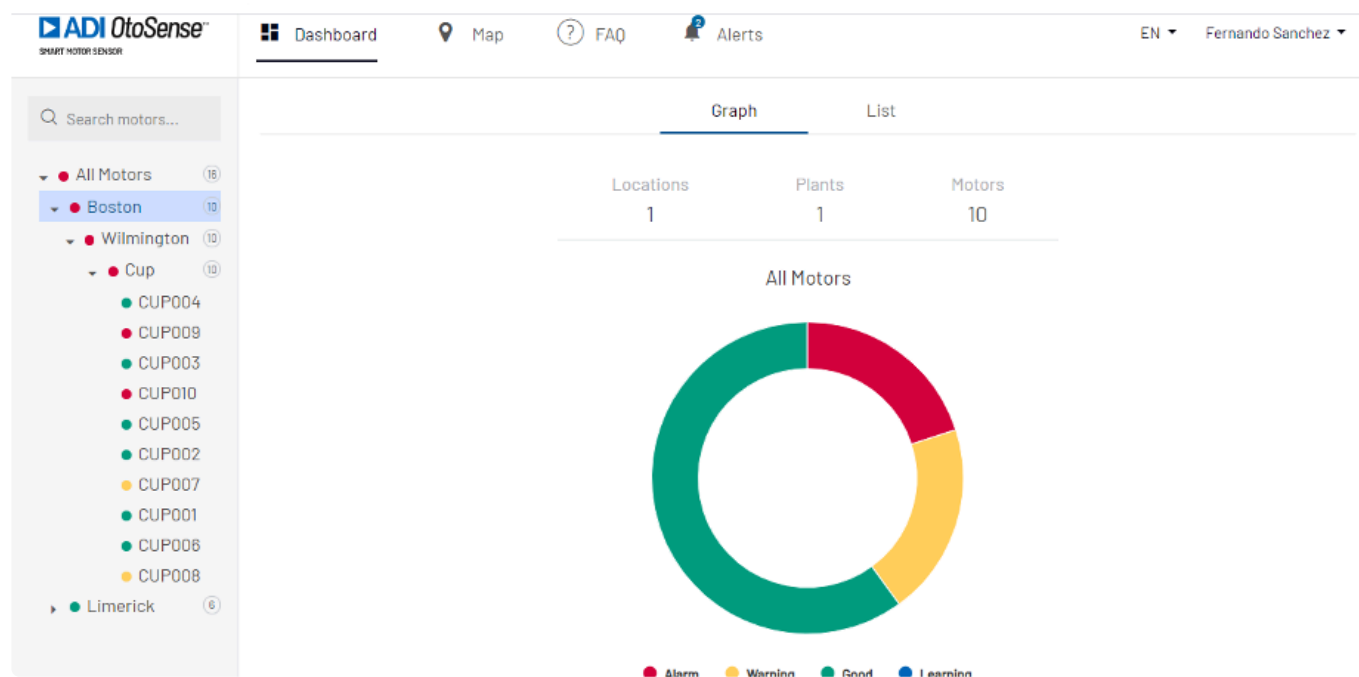 ADI OtoSense
SMART MOTOR SENSOR
Dashboard
Map
? FAQ
2
Alerts
EN
Fernando Sanchez
Search motors...
All Motors 16
Boston 10
Wilmington 10
Cup 10
CUP004
CUP009
CUP003
CUP010
CUP005
CUP002
CUP007
CUP001
CUP006
CUP008
Limerick 6
Graph
List
Locations Plants Motors
1 1 10
All Motors
Alarm Warning Good Learning